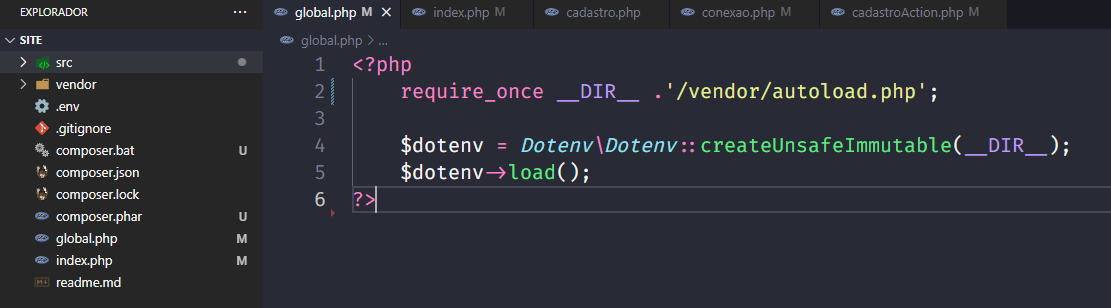 EXPLORADOR ...
SITE
src
vendor
.env
.gitignore
composer.bat U
composer.json
composer.lock
composer.phar U
global.php M
index.php M
readme.md
global.php M index.php M cadastro.php conexao.php M cadastroAction.php M
global.php > ...
1 <?php
2 require_once __DIR__ .'/vendor/autoload.php';
3
4 $dotenv = Dotenv\Dotenv::createUnsafeImmutable(__DIR__);
5 $dotenv->load();
6 ?>